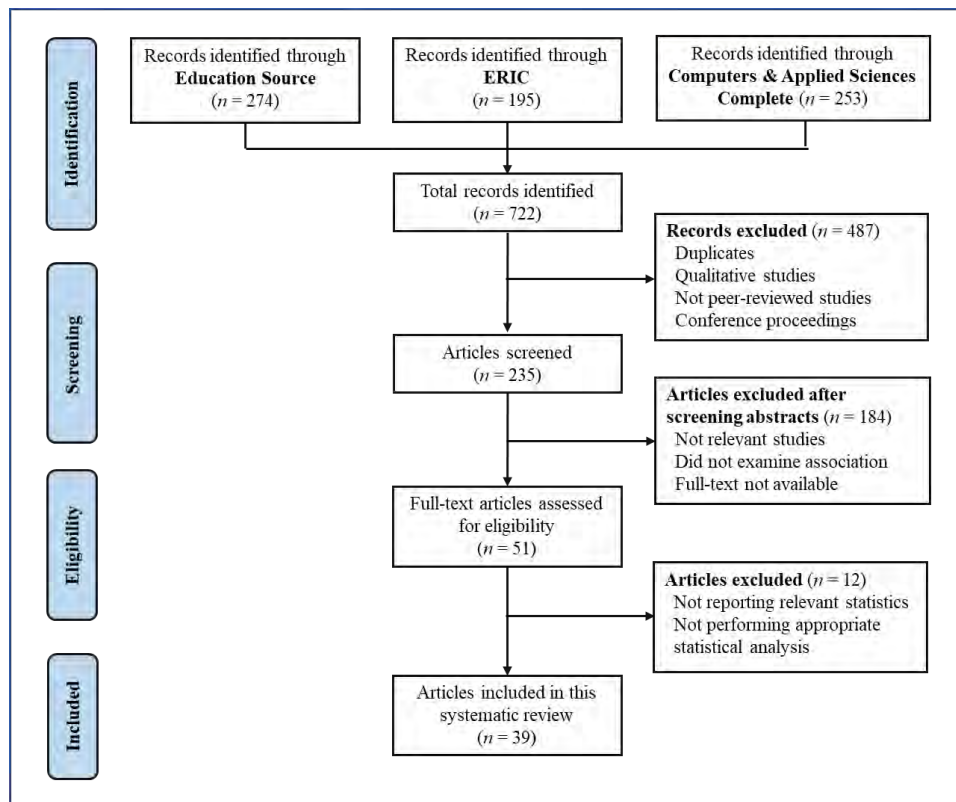 Identification
Records identified through
Education Source
(n = 274)
Records identified through
ERIC
(n = 195)
Records identified through
Computers & Applied Sciences
Complete (n = 253)
Total records identified
(n = 722)
Records excluded (n = 487)
Duplicates
Qualitative studies
Not peer-reviewed studies
Conference proceedings
Screening
Articles screened
(n = 235)
Articles excluded after
screening abstracts (n = 184)
Not relevant studies
Did not examine association
Full-text not available
Eligibility
Full-text articles assessed
for eligibility
(n = 51)
Articles excluded (n = 12)
Not reporting relevant statistics
Not performing appropriate
statistical analysis
Included
Articles included in this
systematic review
(n = 39)